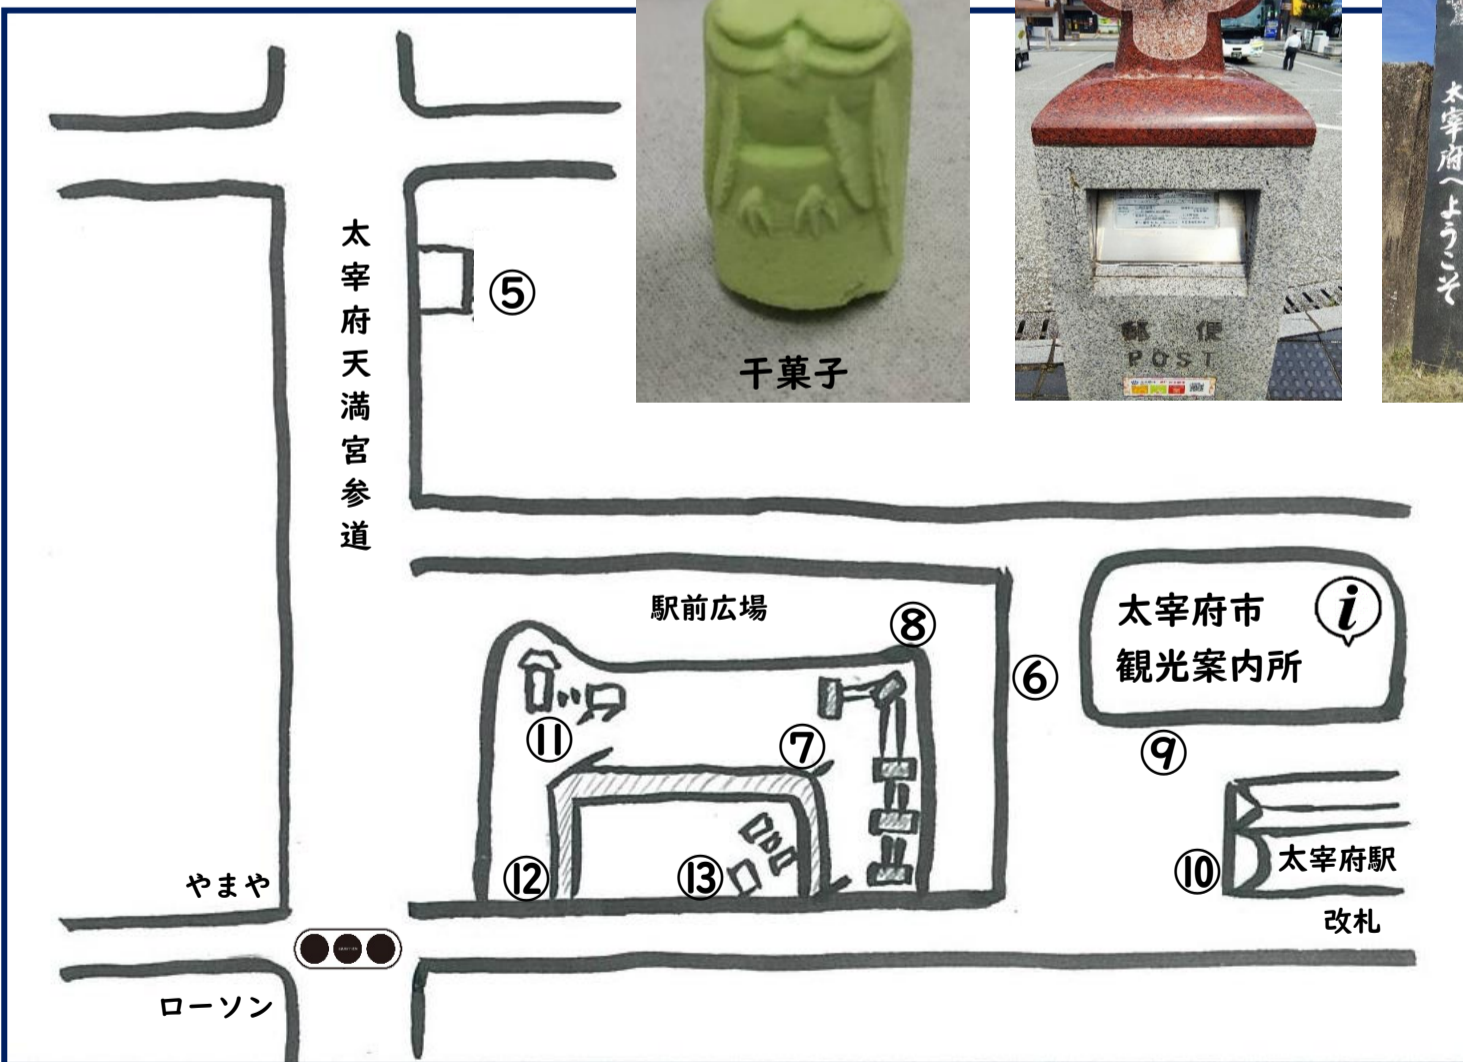 太宰府へようこそ
干菓子
郵便
POST
太宰府天満宮参道
⑤
駅前広場
⑧
太宰府市
観光案内所
i
⑥
⑪
⑦
⑨
⑫
⑬
⑩
太宰府駅
改札
やまや
ローソン